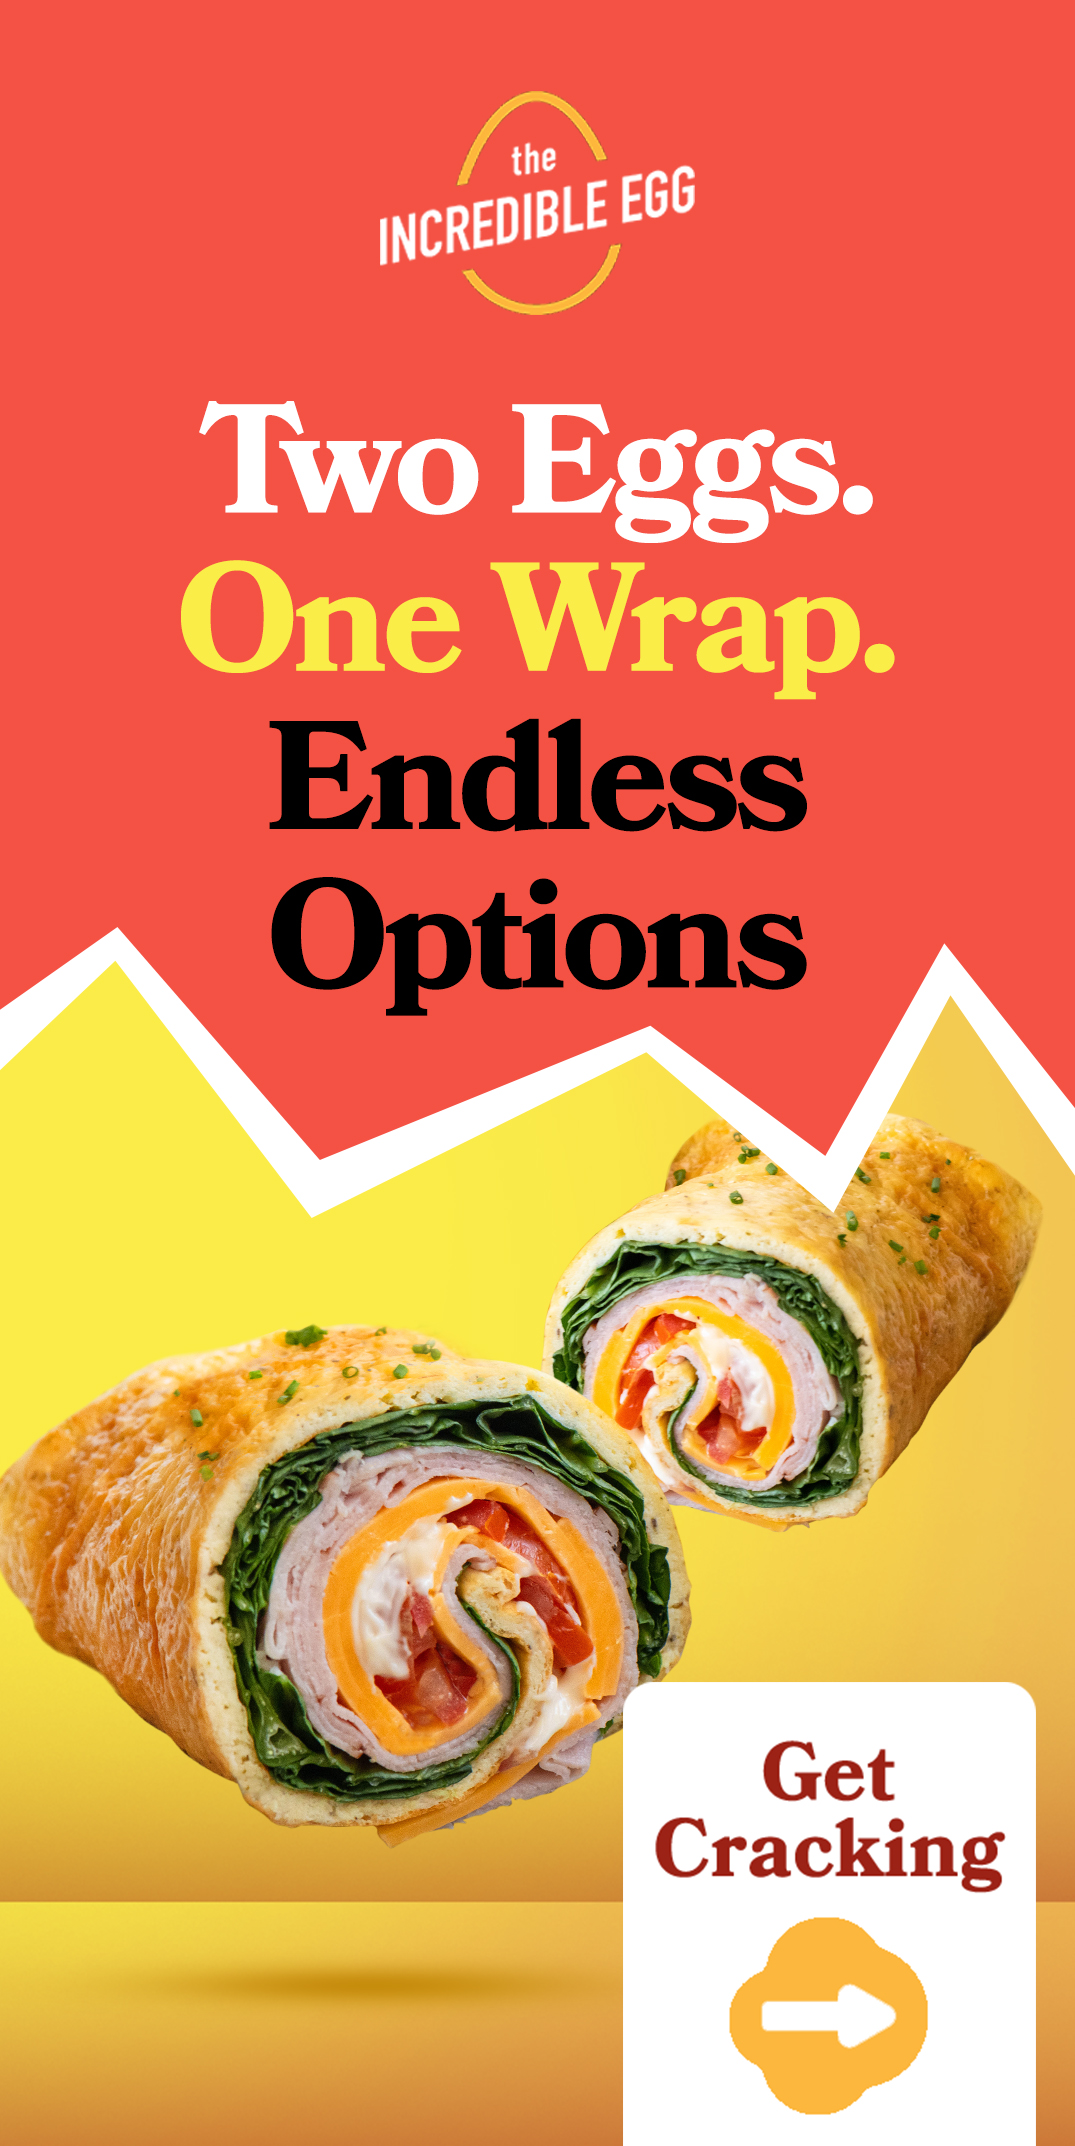 the
INCREDIBLE EGG
Two Eggs.
One Wrap.
Endless
Options
Get
Cracking